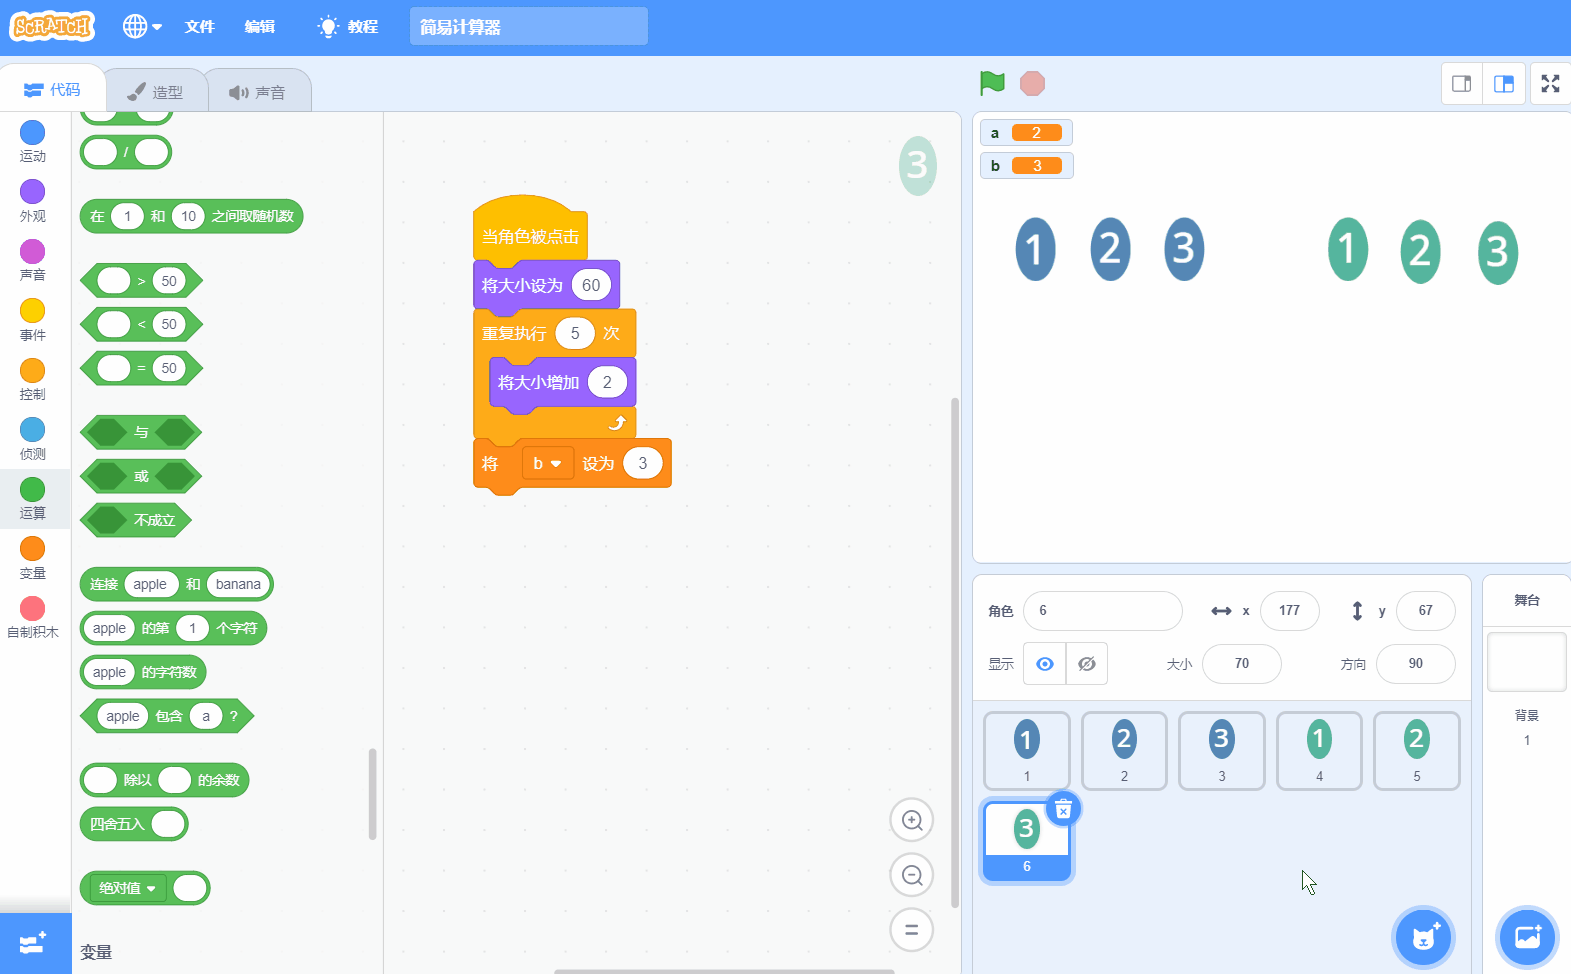 SCRATCH 文件 编辑 教程 简易计算器
代码 造型 声音
运动
外观
声音
事件
控制
侦测
运算
变量
自制积木
/
在 1 和 10 之间取随机数
> 50
< 50
= 50
与
或
不成立
连接 apple 和 banana
apple 的第 1 个字符
apple 的字符数
apple 包含 a ?
除以 的余数
四舍五入
绝对值
变量
3
当角色被点击
将大小设为 60
重复执行 5 次
将大小增加 2
将 b 设为 3
=
a 2
b 3
1 2 3 1 2 3
角色 6 x 177 y 67
显示 大小 70 方向 90
1 2 3 1 2
1 2 3 4 5
3
6
舞台
背景
1